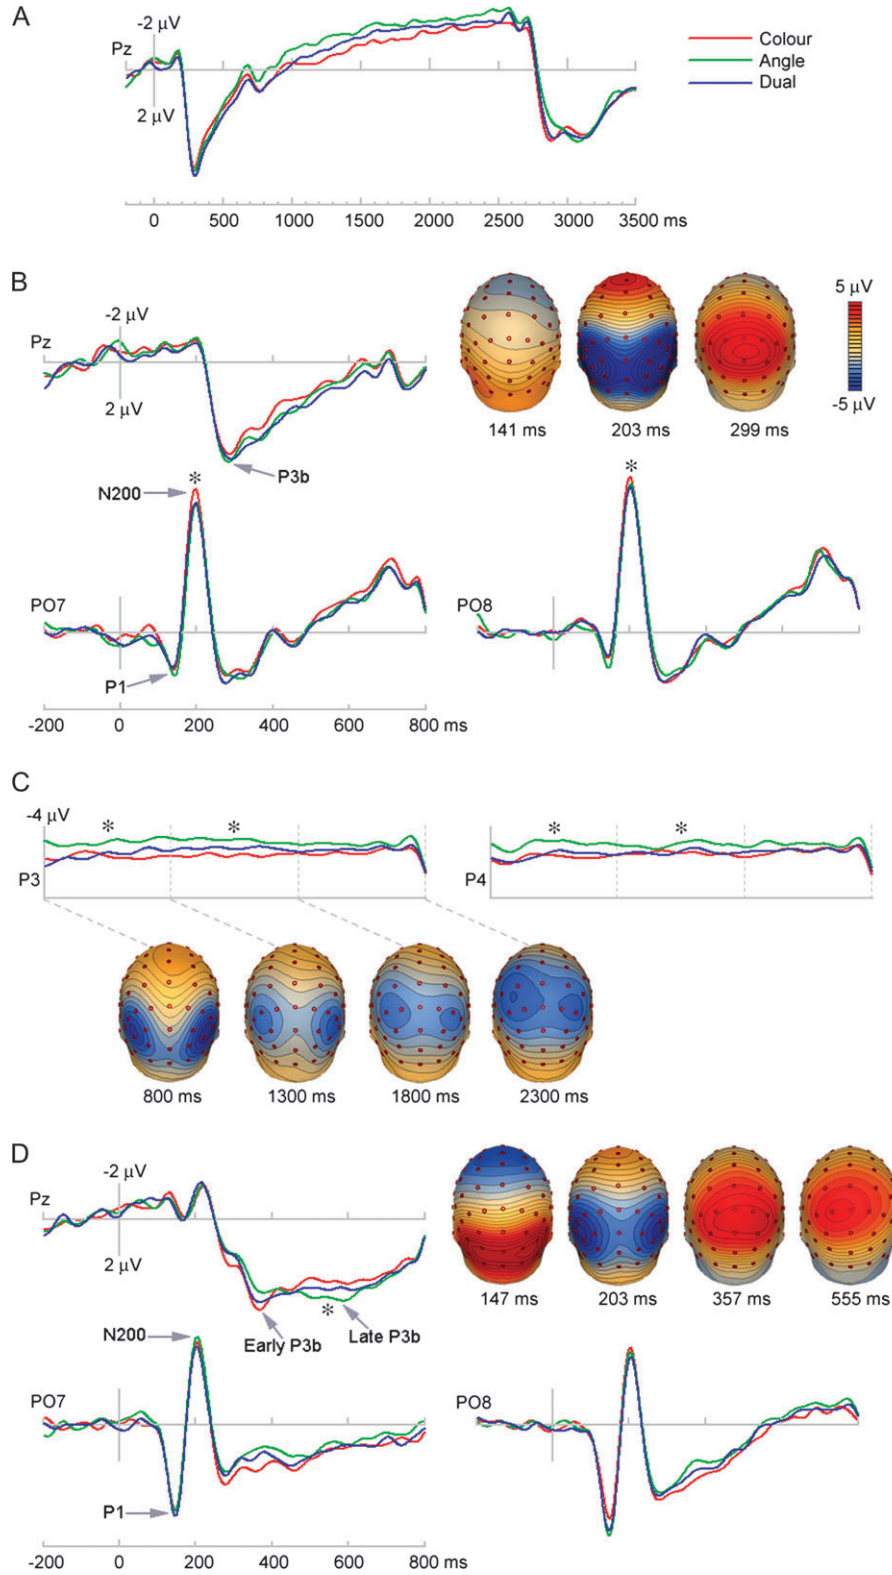 A
-2 µV
Pz
2 µV
Colour
Angle
Dual
0 500 1000 1500 2000 2500 3000 3500 ms
B
-2 µV
Pz
2 µV
P3b
141 ms 203 ms 299 ms
5 µV
-5 µV
N200
*
*
PO7
PO8
P1
-200 0 200 400 600 800 ms
C
-4 µV
* *
* *
P3
P4
800 ms 1300 ms 1800 ms 2300 ms
D
-2 µV
Pz
2 µV
*
Early P3b Late P3b
147 ms 203 ms 357 ms 555 ms
N200
PO7
PO8
P1
-200 0 200 400 600 800 ms